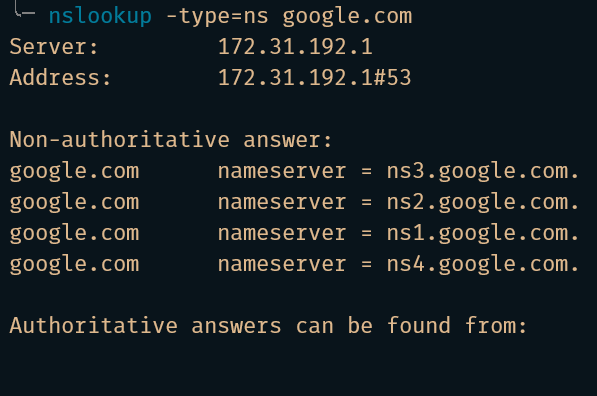 ╰─ nslookup -type=ns google.com
Server:         172.31.192.1
Address:        172.31.192.1#53
Non-authoritative answer:
google.com      nameserver = ns3.google.com.
google.com      nameserver = ns2.google.com.
google.com      nameserver = ns1.google.com.
google.com      nameserver = ns4.google.com.
Authoritative answers can be found from: